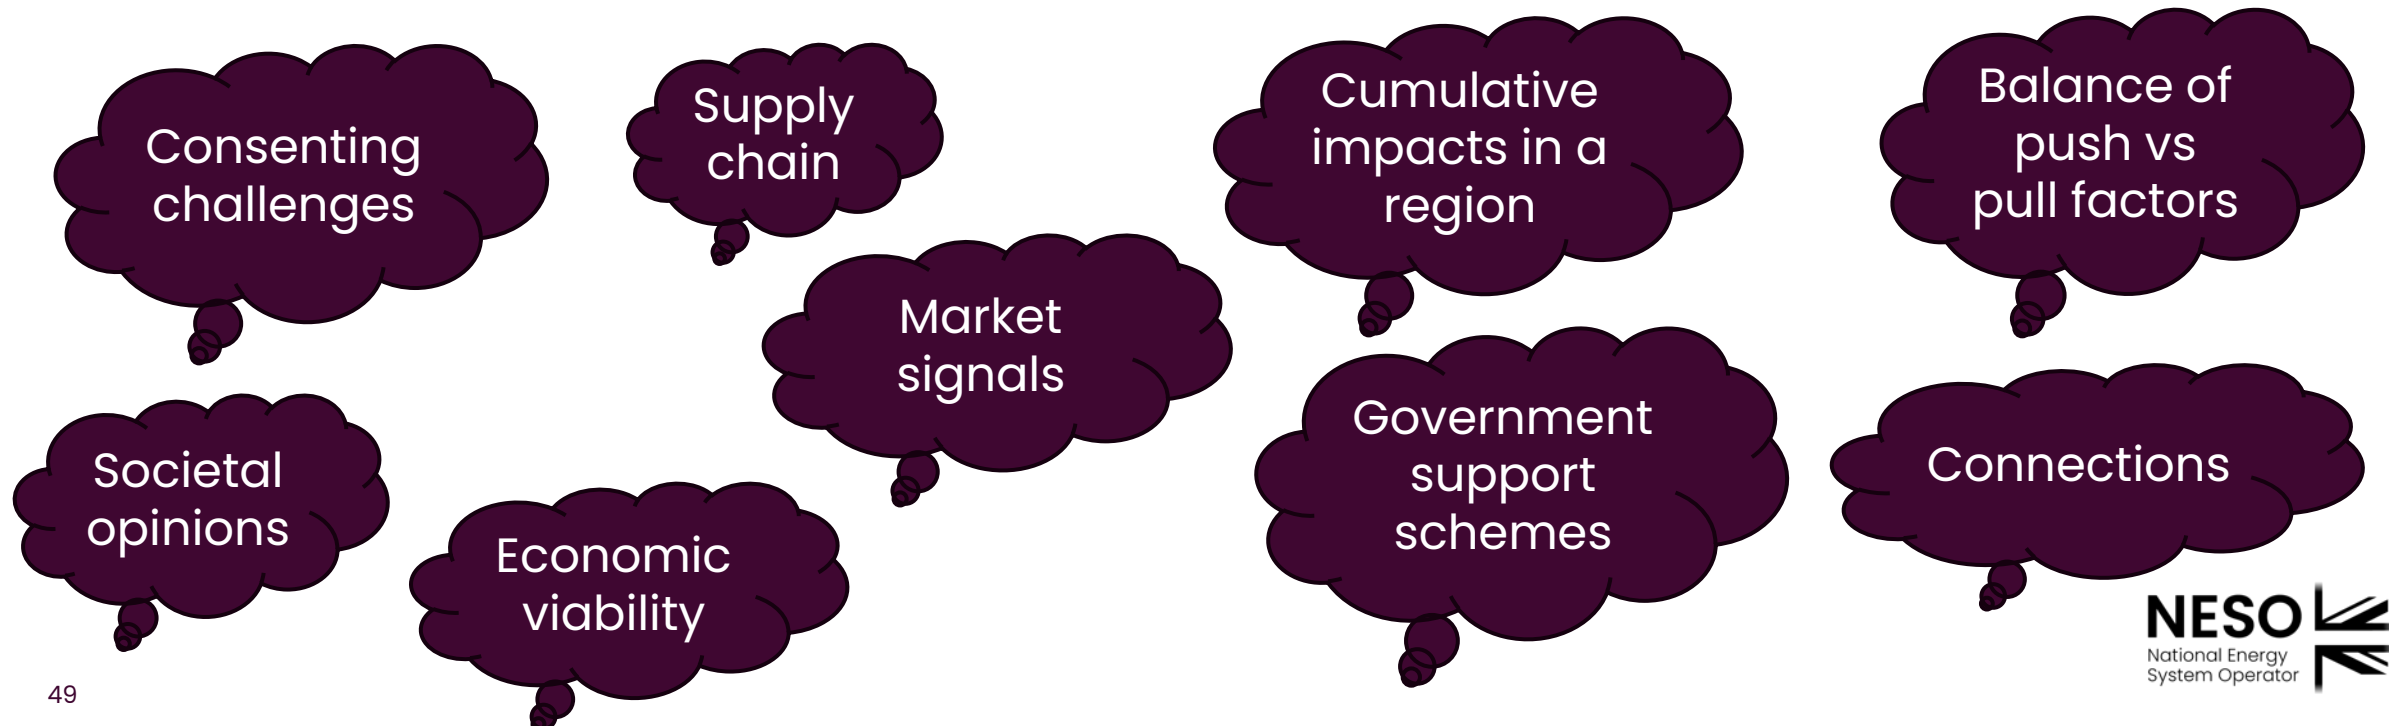 Consenting
challenges
Supply
chain
Cumulative
impacts in a
region
Balance of
push vs
pull factors
Market
signals
Societal
opinions
Economic
viability
Government
support
schemes
Connections
NESO
National Energy
System Operator
49